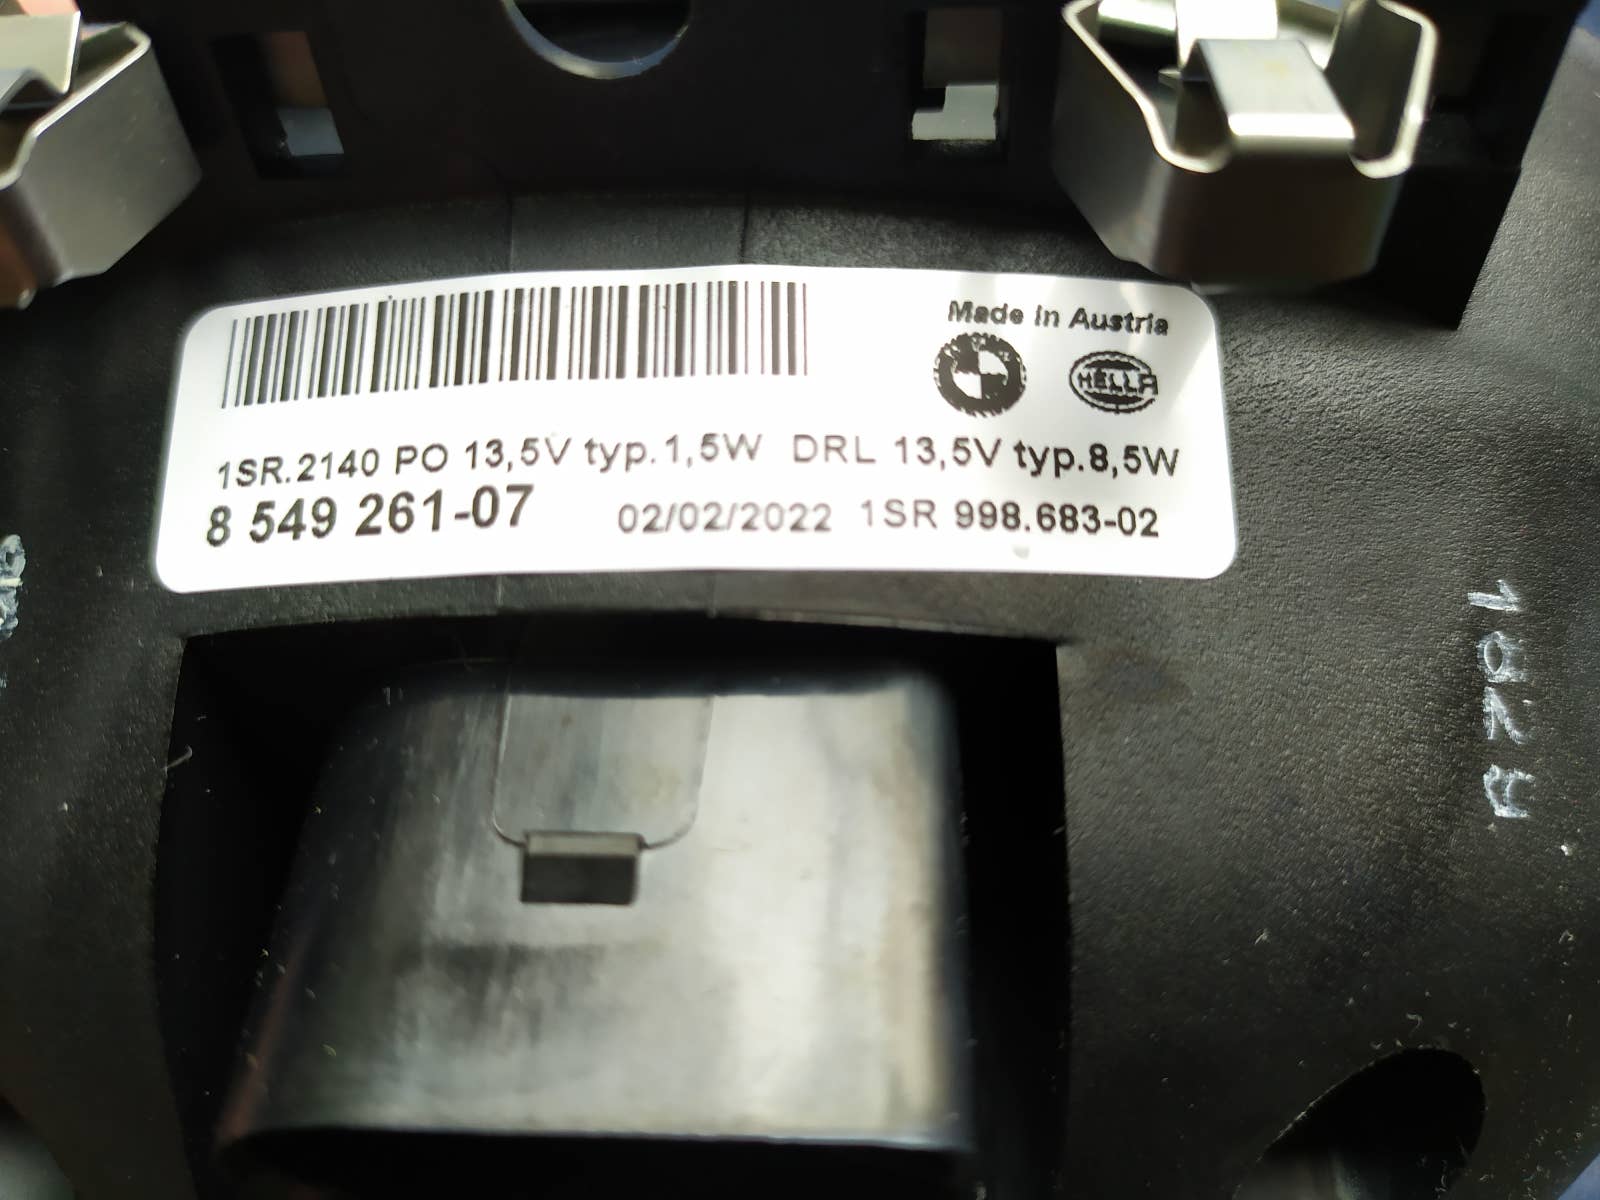 Made in Austria
HELLA
1SR.2140 PO 13,5V typ.1,5W DRL 13,5V typ.8,5W
8 549 261-07 02/02/2022 1SR 998.683-02